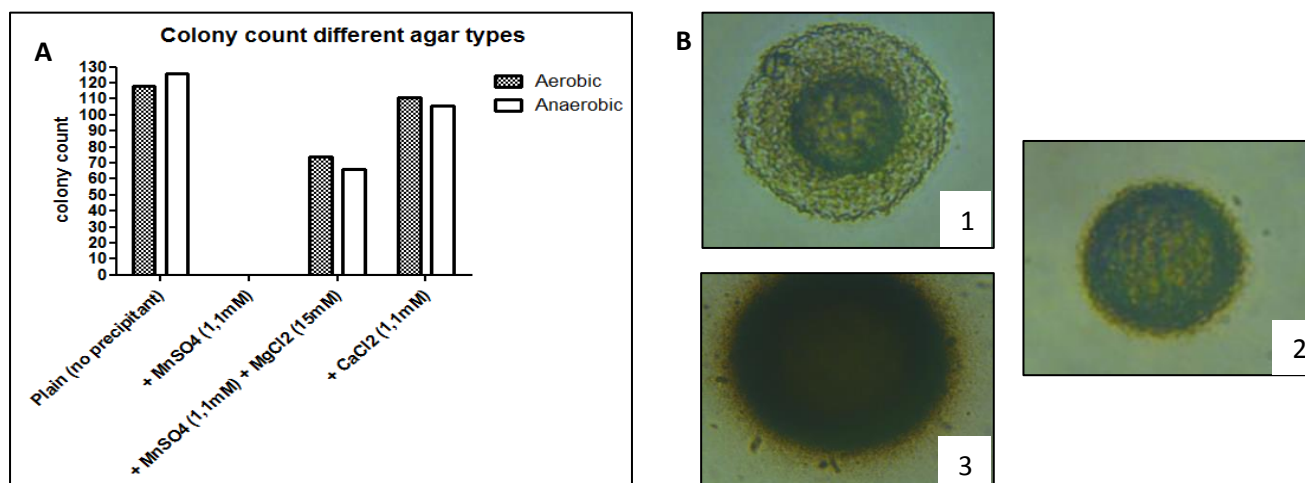 A
Colony count different agar types
colony count
130
120
110
100
90
80
70
60
50
40
30
20
10
0
Aerobic
Anaerobic
Plain (no precipitant)
+ MnSO4 (1,1mM)
+ MnSO4 (1,1mM) + MgCl2 (15mM)
+ CaCl2 (1,1mM)
B
1
2
3